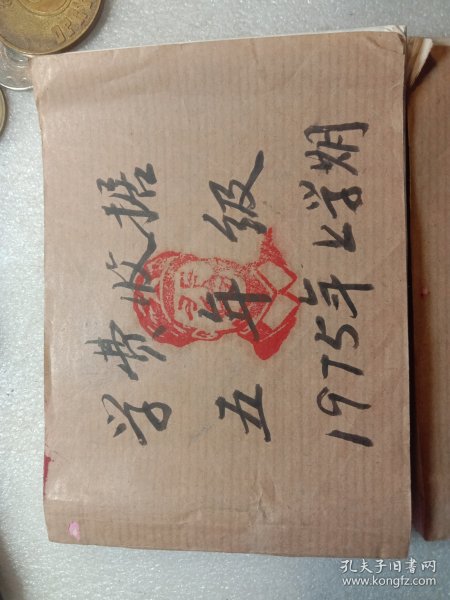 学费收据
五年级
1975年上学期
孔夫子旧书网
www.kongfz.com